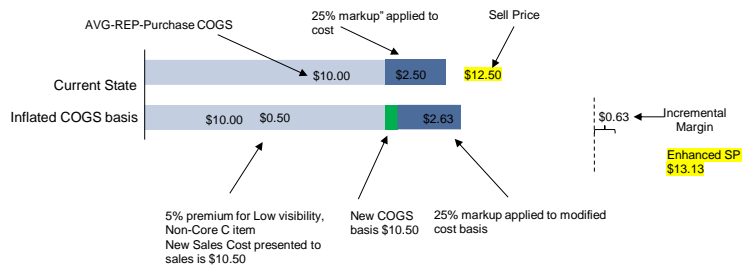 AVG-REP-Purchase COGS
25% markup" applied to
cost
Sell Price
Current State
$10.00
$2.50
$12.50
Inflated COGS basis
$10.00
$0.50
$2.63
$0.63
Incremental
Margin
Enhanced SP
$13.13
5% premium for Low visibility,
Non-Core C item
New Sales Cost presented to
sales is $10.50
New COGS
basis $10.50
25% markup applied to modified
cost basis